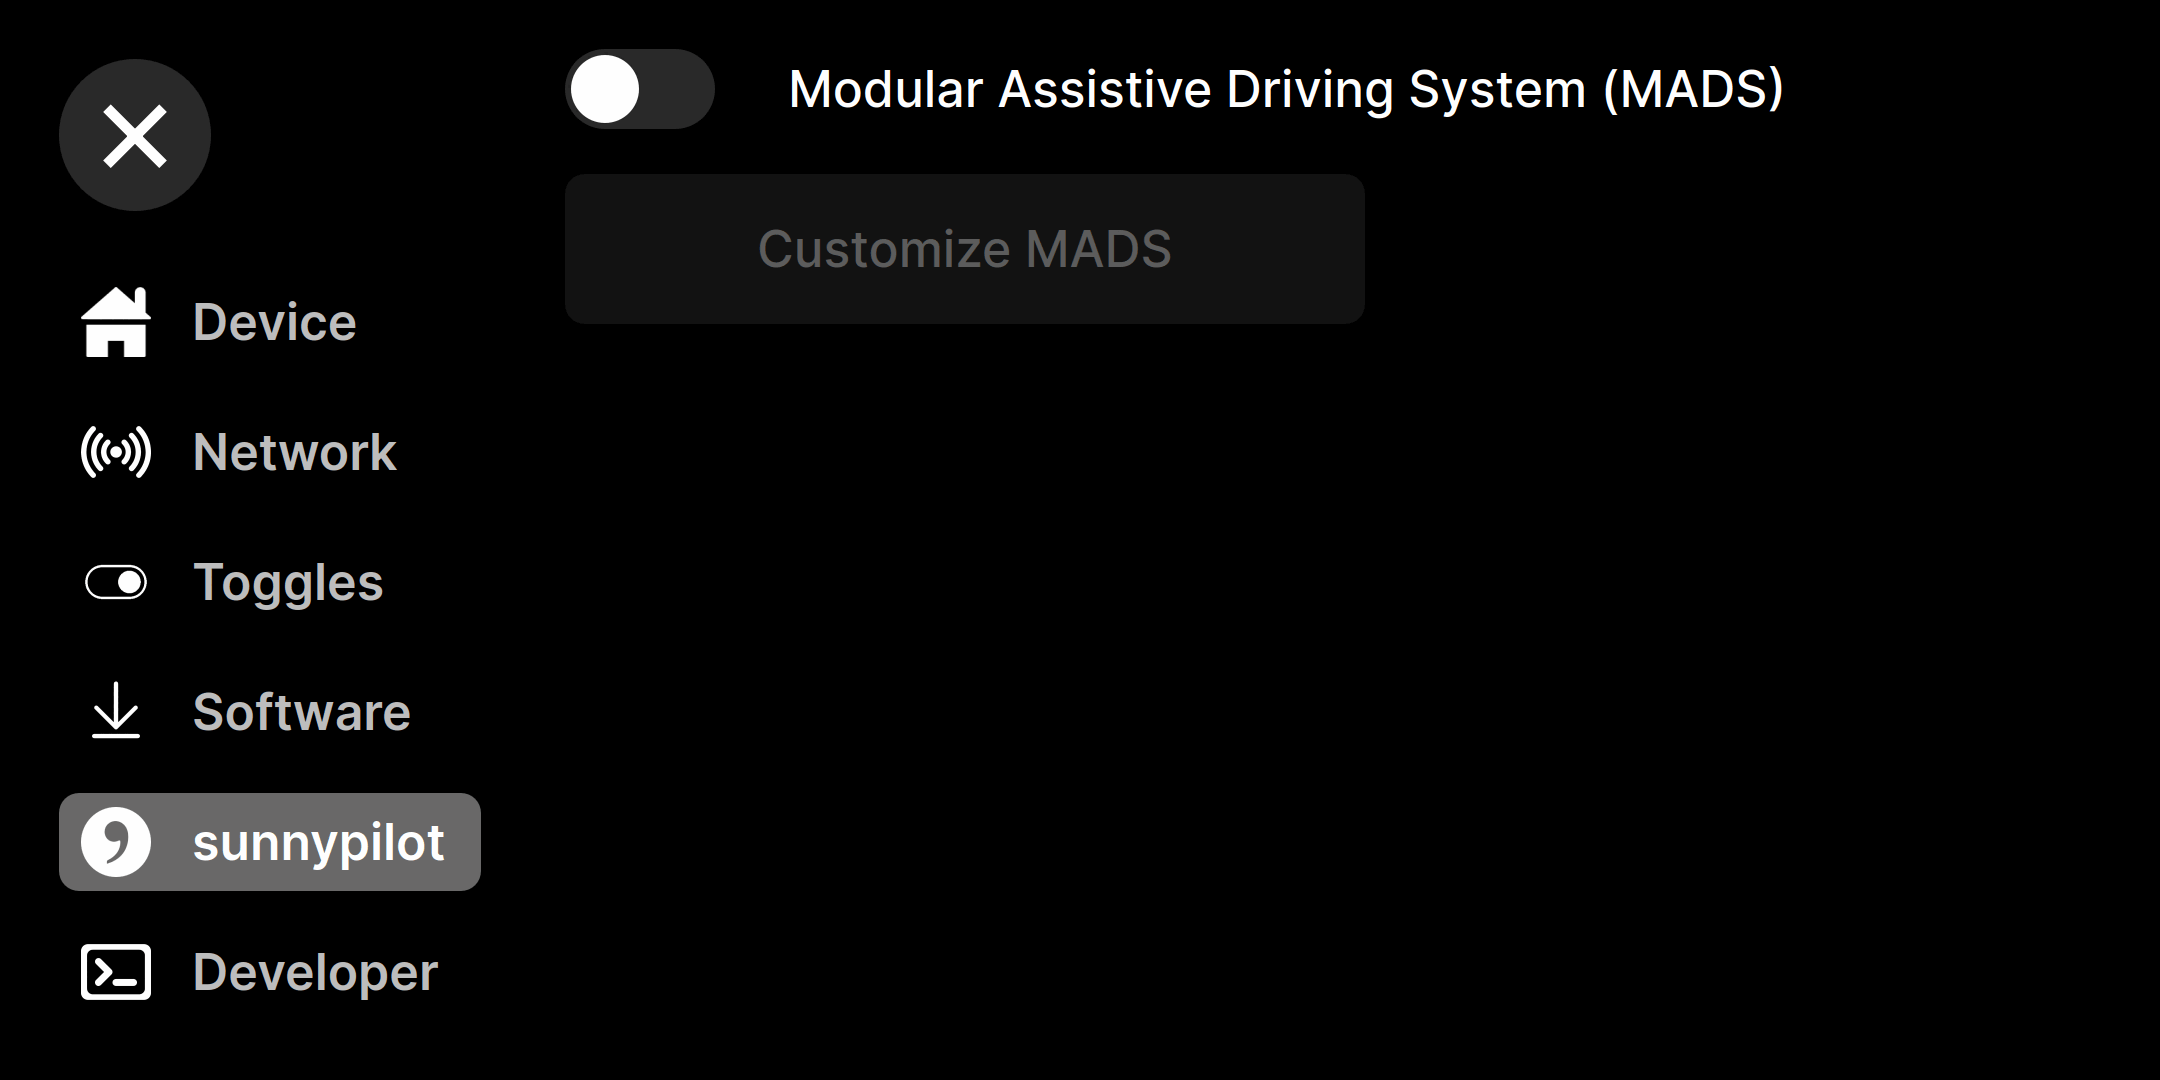 Modular Assistive Driving System (MADS)
Customize MADS
Device
Network
Toggles
Software
sunnypilot
Developer